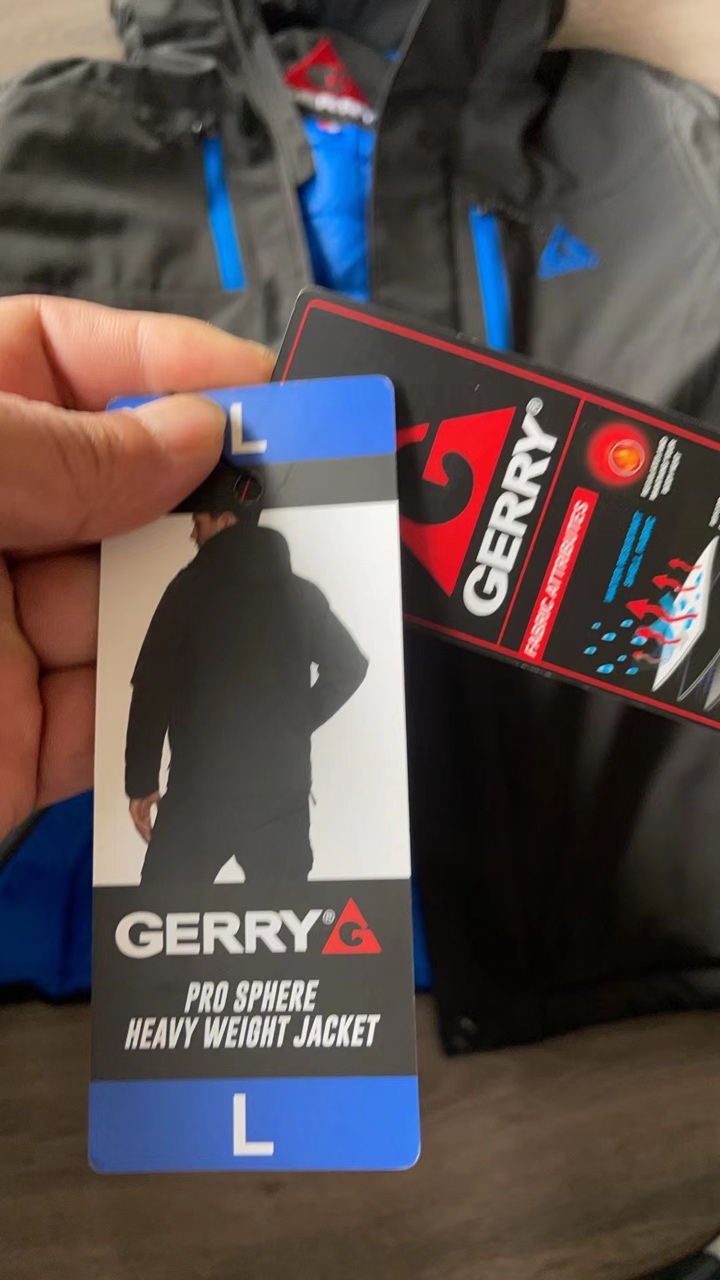 L
GERRY®
FABRIC ATTRIBUTES
GERRY®
PRO SPHERE
HEAVY WEIGHT JACKET
L